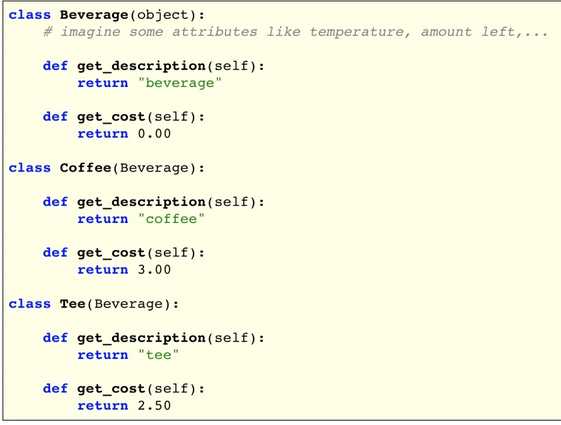 class Beverage(object):
    # imagine some attributes like temperature, amount left,...

    def get_description(self):
        return "beverage"

    def get_cost(self):
        return 0.00

class Coffee(Beverage):

    def get_description(self):
        return "coffee"

    def get_cost(self):
        return 3.00

class Tee(Beverage):

    def get_description(self):
        return "tee"

    def get_cost(self):
        return 2.50